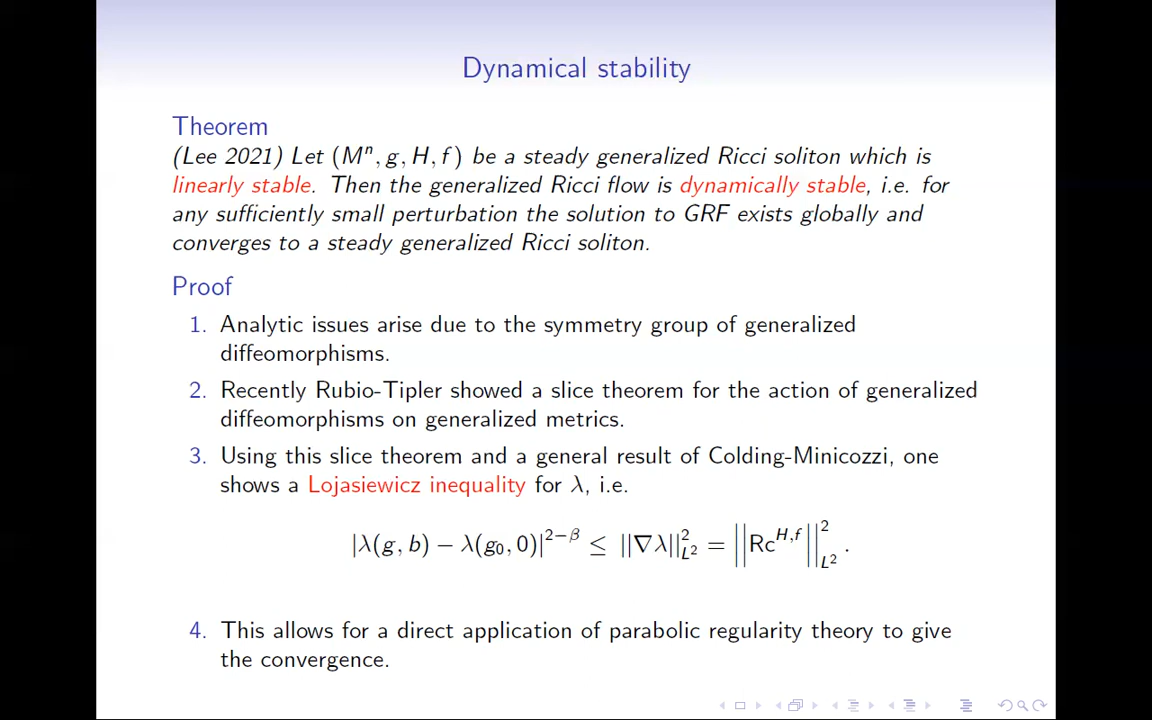 Dynamical stability
Theorem
(Lee 2021) Let (Mⁿ, g, H, f) be a steady generalized Ricci soliton which is
linearly stable. Then the generalized Ricci flow is dynamically stable, i.e. for
any sufficiently small perturbation the solution to GRF exists globally and
converges to a steady generalized Ricci soliton.
Proof
1. Analytic issues arise due to the symmetry group of generalized
diffeomorphisms.
2. Recently Rubio-Tipler showed a slice theorem for the action of generalized
diffeomorphisms on generalized metrics.
3. Using this slice theorem and a general result of Colding-Minicozzi, one
shows a Lojasiewicz inequality for λ, i.e.
|λ(g, b) − λ(g₀, 0)|^{2−β} ≤ ||∇λ||²_{L²} = ||Rc^{H,f}||²_{L²}.
4. This allows for a direct application of parabolic regularity theory to give
the convergence.